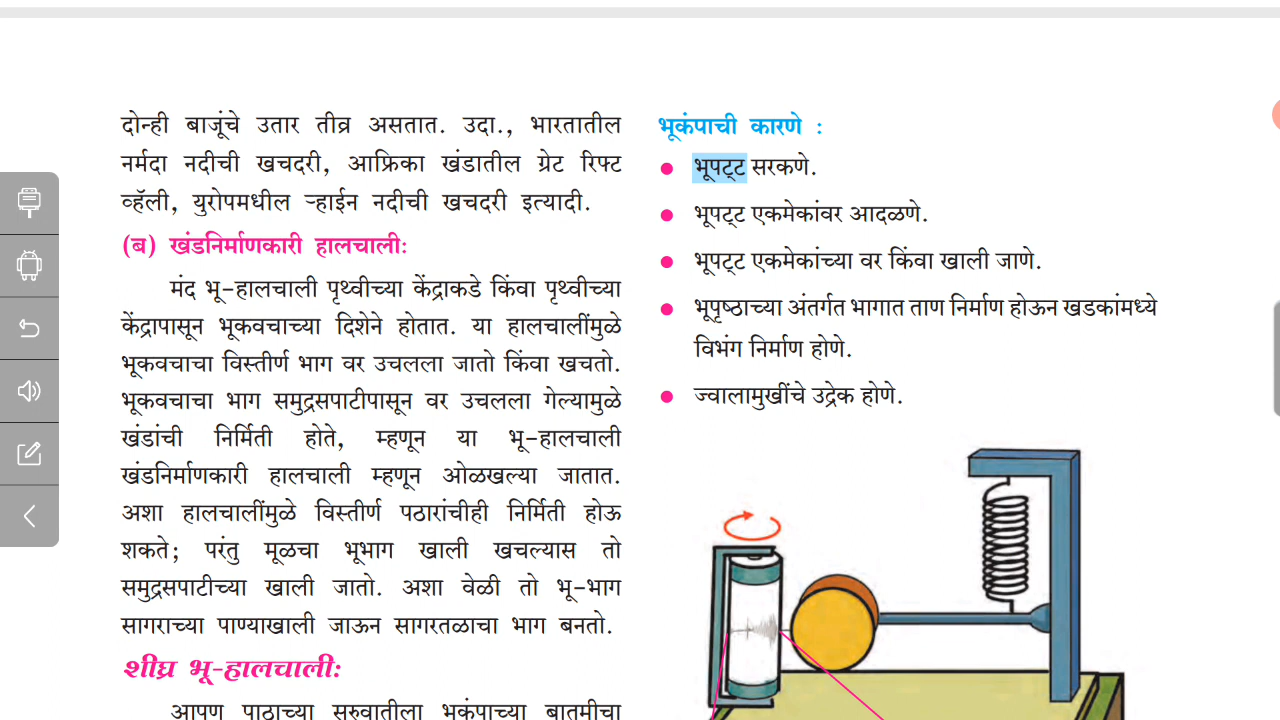 दोन्ही बाजूंचे उतार तीव्र असतात. उदा., भारतातील
नर्मदा नदीची खचदरी, आफ्रिका खंडातील ग्रेट रिफ्ट
व्हॅली, युरोपमधील ऱ्हाईन नदीची खचदरी इत्यादी.
(ब) खंडनिर्माणकारी हालचाली:
मंद भू-हालचाली पृथ्वीच्या केंद्राकडे किंवा पृथ्वीच्या
केंद्रापासून भूकवचाच्या दिशेने होतात. या हालचालींमुळे
भूकवचाचा विस्तीर्ण भाग वर उचलला जातो किंवा खचतो.
भूकवचाचा भाग समुद्रसपाटीपासून वर उचलला गेल्यामुळे
खंडांची निर्मिती होते, म्हणून या भू-हालचाली
खंडनिर्माणकारी हालचाली म्हणून ओळखल्या जातात.
अशा हालचालींमुळे विस्तीर्ण पठारांचीही निर्मिती होऊ
शकते; परंतु मूळचा भूभाग खाली खचल्यास तो
समुद्रसपाटीच्या खाली जातो. अशा वेळी तो भू-भाग
सागराच्या पाण्याखाली जाऊन सागरतळाचा भाग बनतो.
शीघ्र भू-हालचाली:
आपण पाठाच्या सुरुवातीला भूकंपाच्या बातमीचा
भूकंपाची कारणे :
● भूपट्ट सरकणे.
● भूपट्ट एकमेकांवर आदळणे.
● भूपट्ट एकमेकांच्या वर किंवा खाली जाणे.
● भूपृष्ठाच्या अंतर्गत भागात ताण निर्माण होऊन खडकांमध्ये
विभंग निर्माण होणे.
● ज्वालामुखींचे उद्रेक होणे.